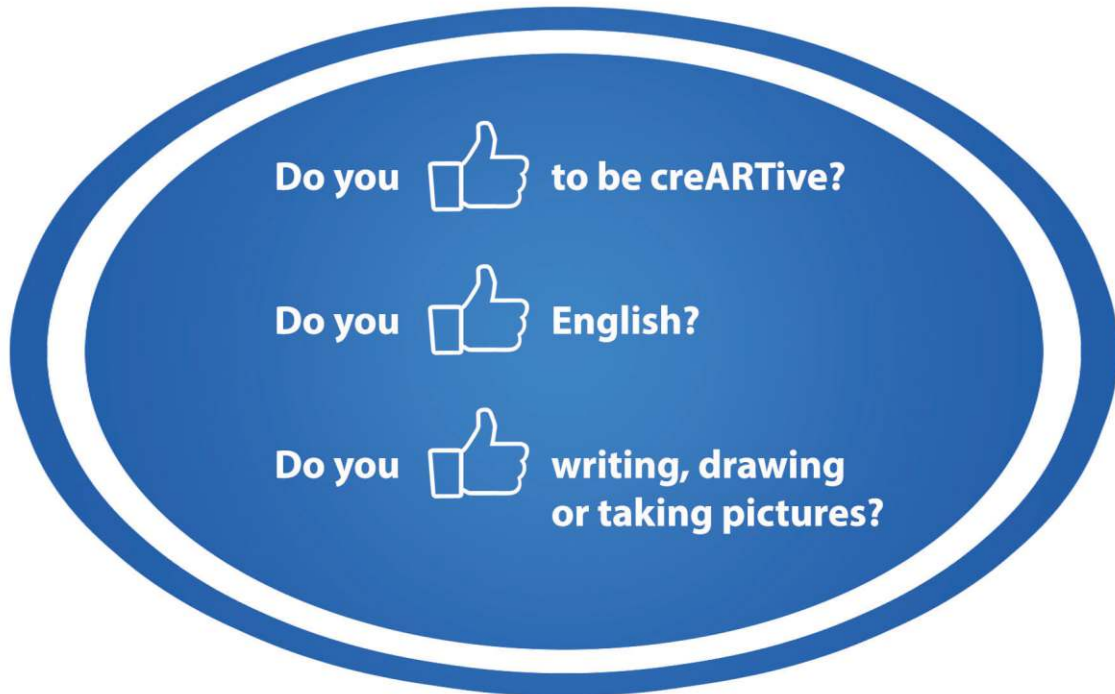 Do you to be creARTive?
Do you English?
Do you writing, drawing
or taking pictures?